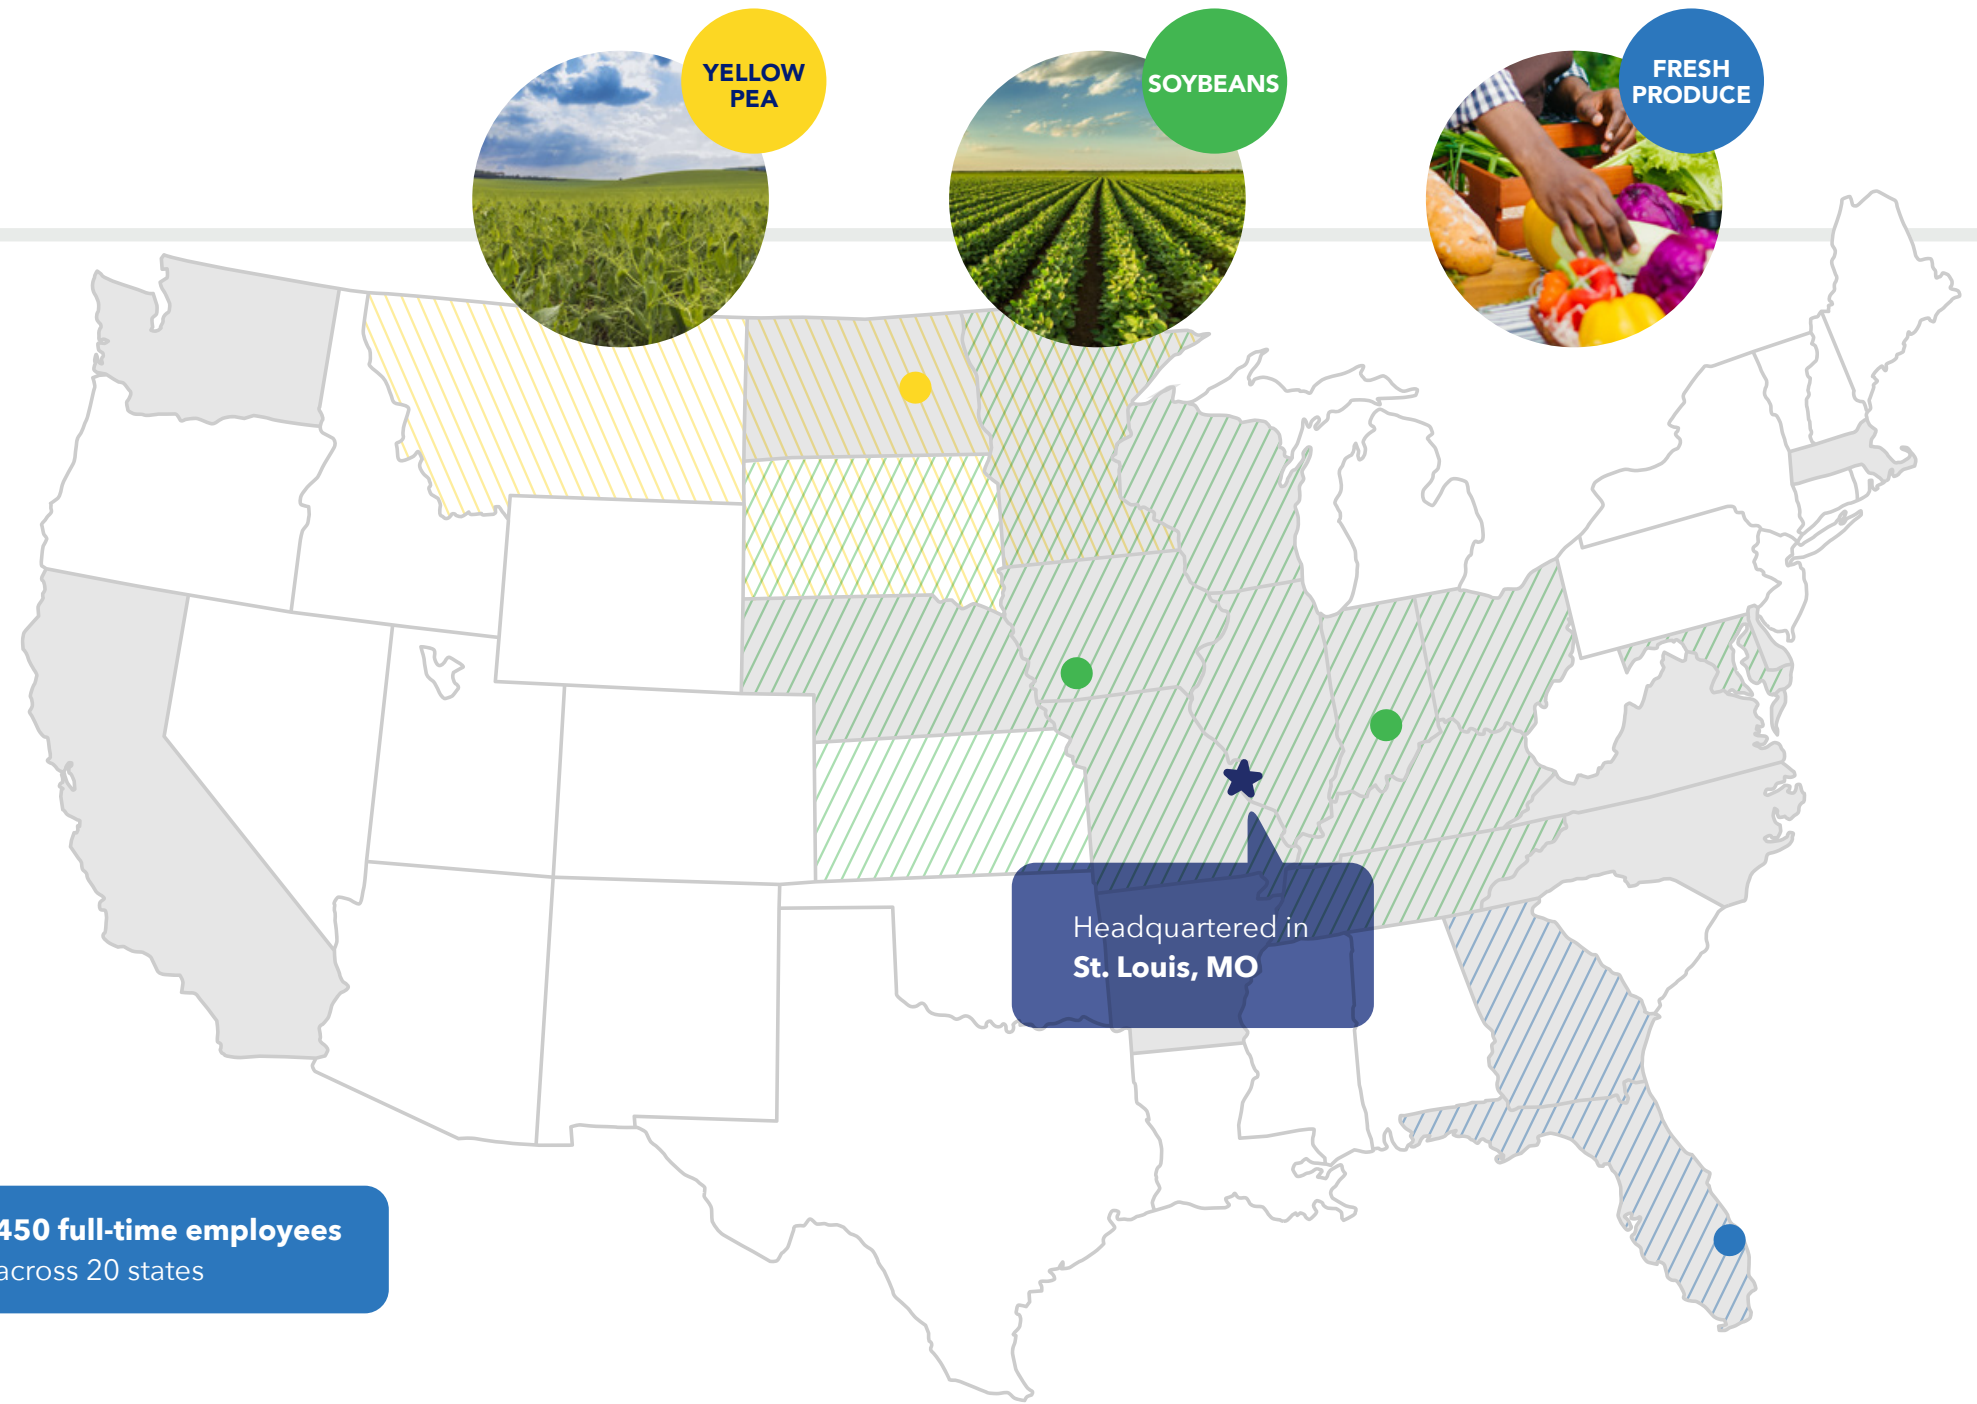 YELLOW
PEA
SOYBEANS
FRESH
PRODUCE
Headquartered in
St. Louis, MO
450 full-time employees
across 20 states